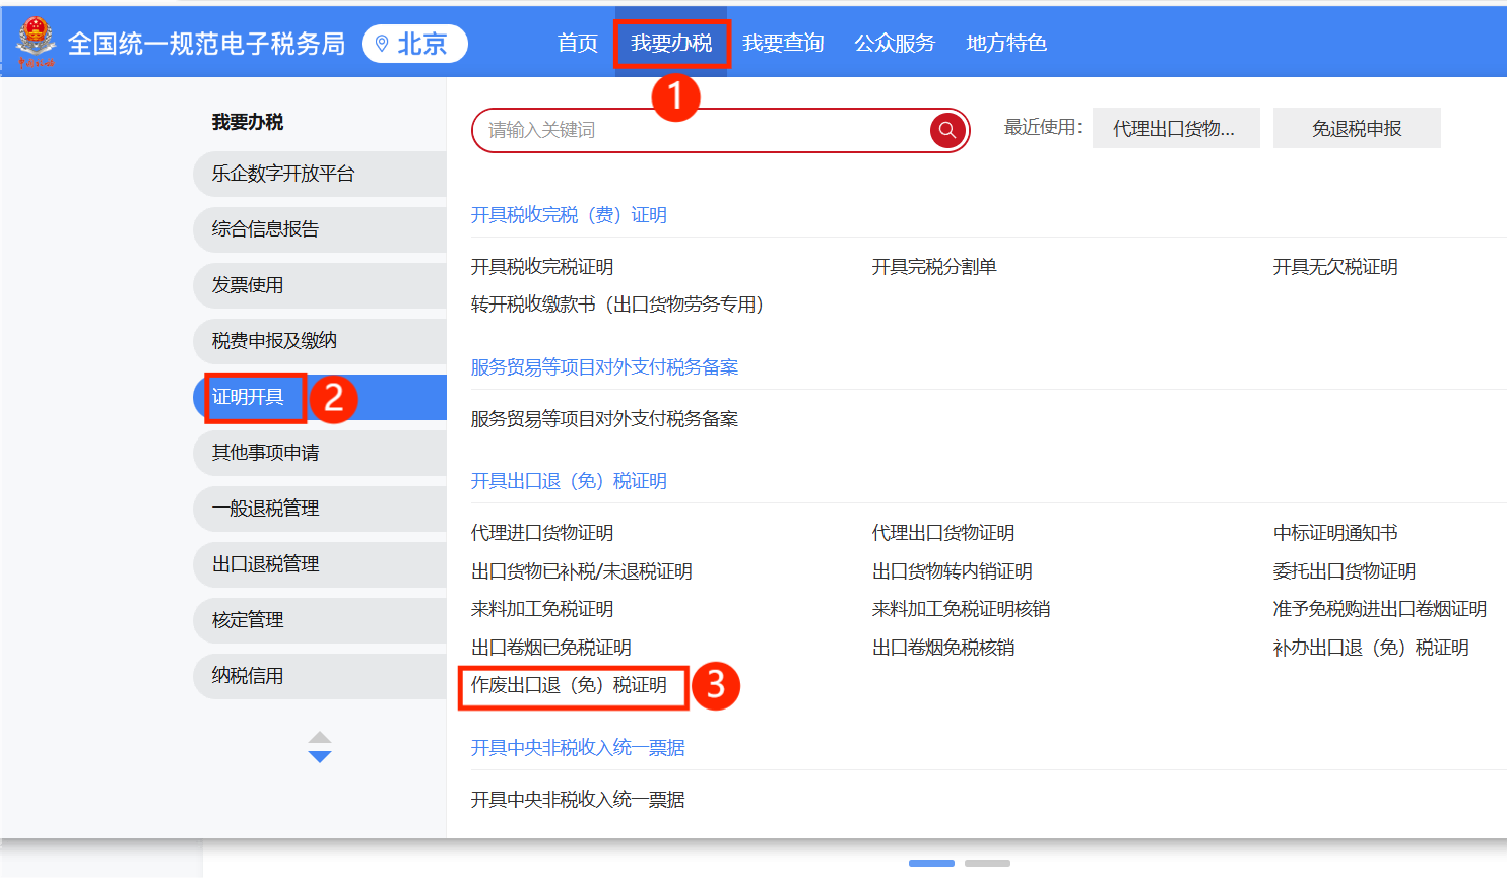 全国统一规范电子税务局 北京 首页 我要办税 我要查询 公众服务 地方特色
1
我要办税
请输入关键词
最近使用： 代理出口货物... 免退税申报
乐企数字开放平台
综合信息报告
发票使用
税费申报及缴纳
证明开具 2
其他事项申请
一般退税管理
出口退税管理
核定管理
纳税信用
开具税收完税（费）证明
开具税收完税证明 开具完税分割单 开具无欠税证明
转开税收缴款书（出口货物劳务专用）
服务贸易等项目对外支付税务备案
服务贸易等项目对外支付税务备案
开具出口退（免）税证明
代理进口货物证明 代理出口货物证明 中标证明通知书
出口货物已补税/未退税证明 出口货物转内销证明 委托出口货物证明
来料加工免税证明 来料加工免税证明核销 准予免税购进出口卷烟证明
出口卷烟已免税证明 出口卷烟免税核销 补办出口退（免）税证明
作废出口退（免）税证明 3
开具中央非税收入统一票据
开具中央非税收入统一票据